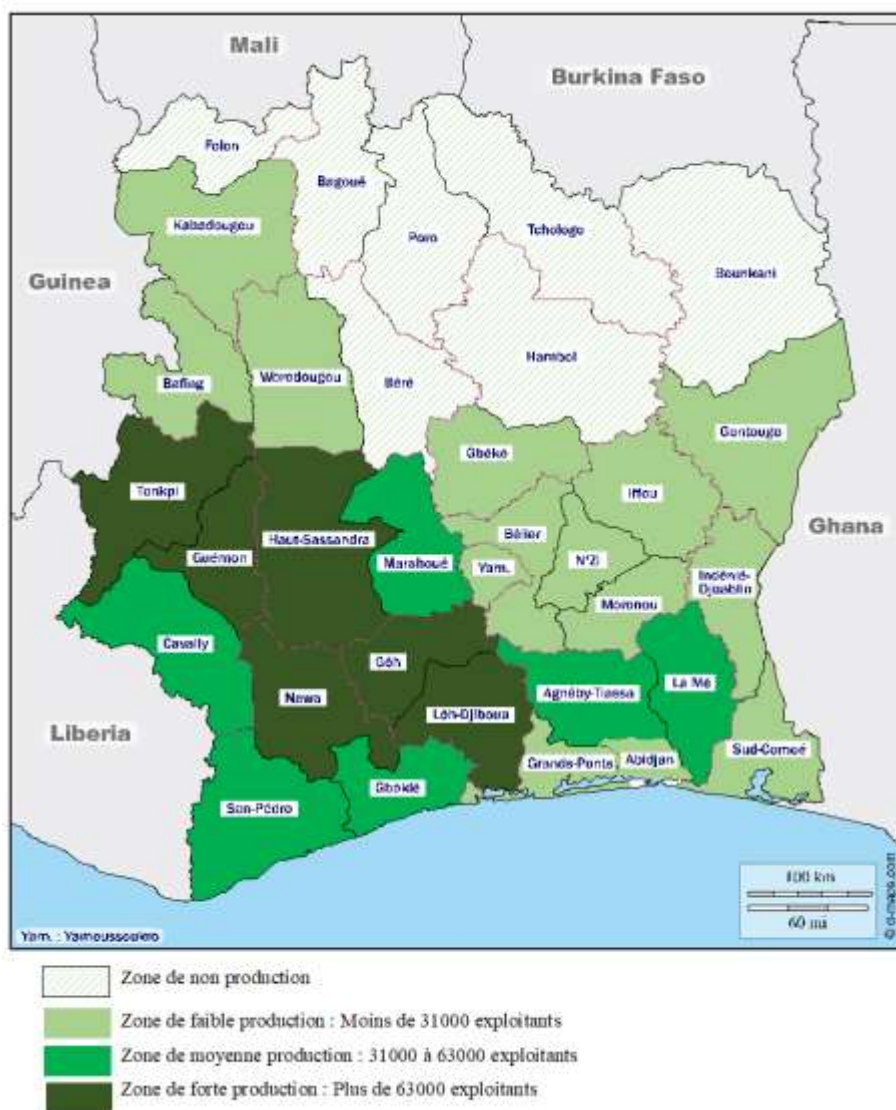 Mali
Burkina Faso
Folon
Bagoué
Kabadougou
Poro
Tchologo
Bounkani
Guinea
Hambol
Bafing
Worodougou
Béré
Gontougo
Gbêkê
Tonkpi
Iffou
Bélier
Ghana
Haut-Sassandra
Guémon
Marahoué
Yam.
N'Zi
Indénié-
Djuablin
Moronou
Cavally
Gôh
La Mé
Nawa
Agnéby-Tiassa
Lôh-Djiboua
Liberia
Sud-Comoé
Grands-Ponts
Abidjan
Gbôklé
San-Pédro
100 km
60 mi
© d-maps.com
Yam. : Yamoussoukro
Zone de non production
Zone de faible production : Moins de 31000 exploitants
Zone de moyenne production : 31000 à 63000 exploitants
Zone de forte production : Plus de 63000 exploitants